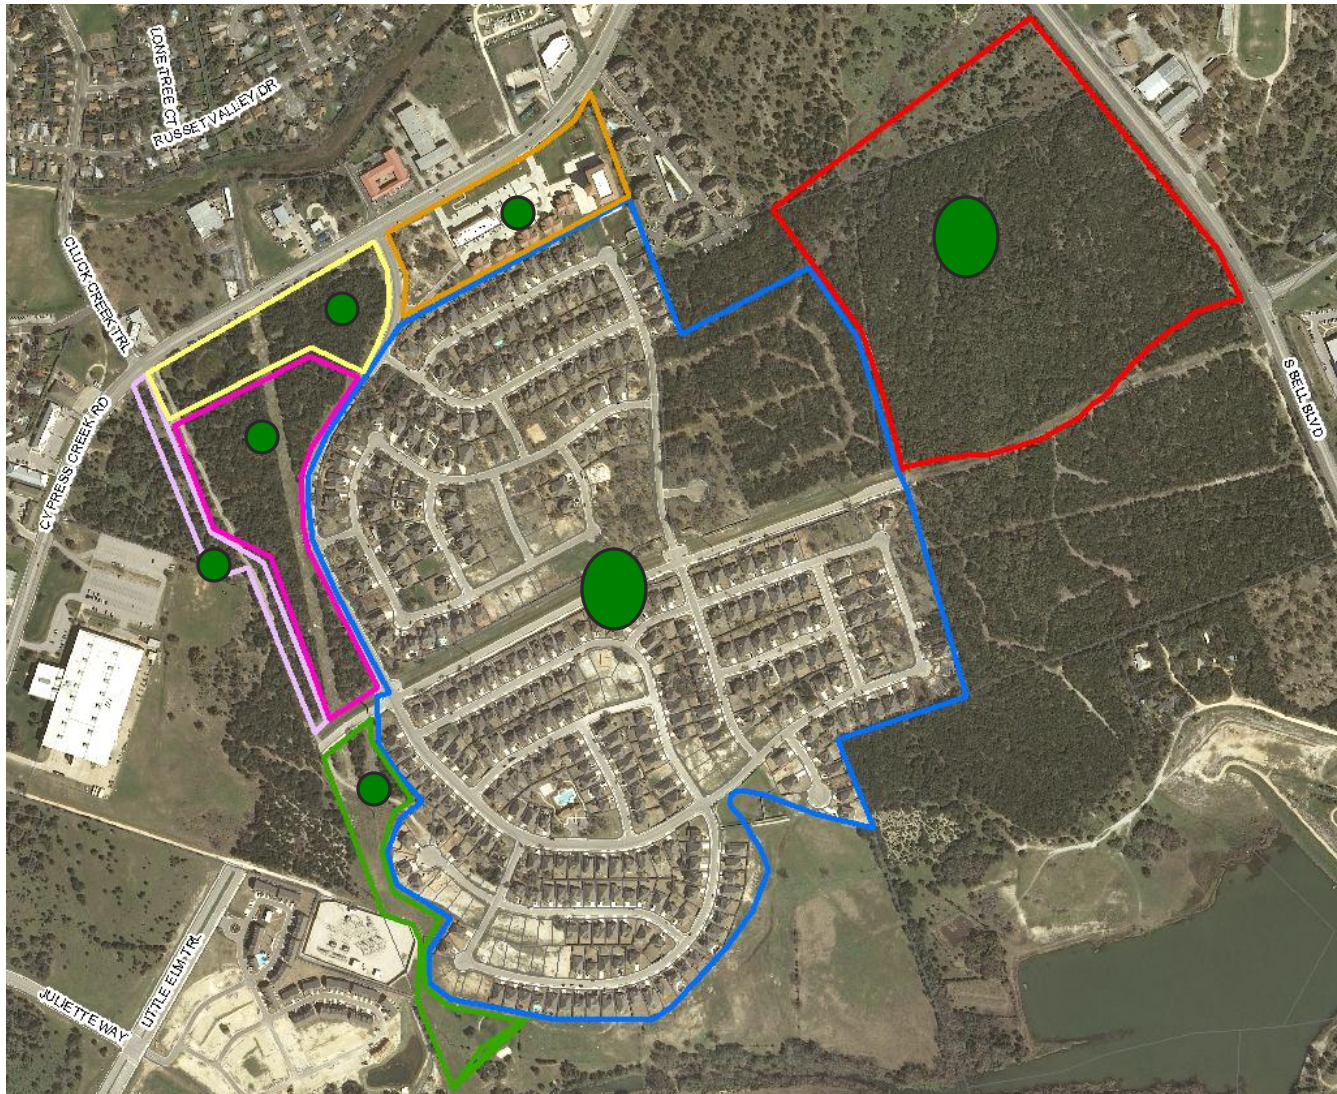 LONE TREE CT
RUSSET VALLEY DR
CLUCK CREEK TRL
CYPRESS CREEK RD
S BELL BLVD
LITTLE ELM TRL
JULIETTE WAY